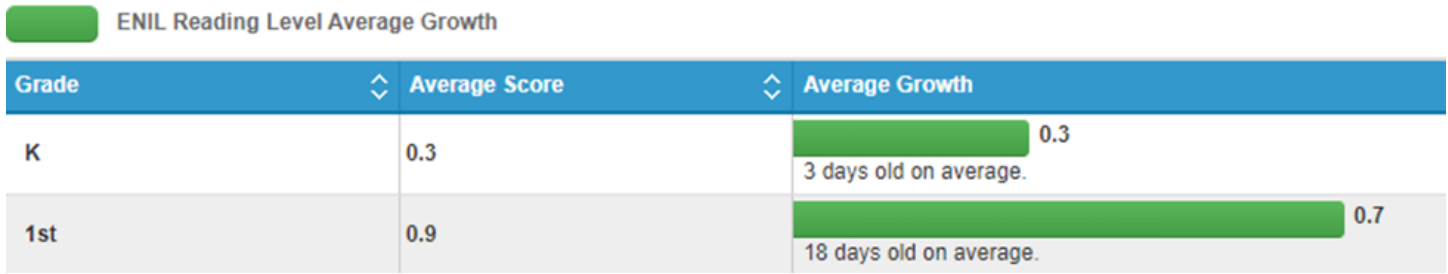 ENIL Reading Level Average Growth
Grade Average Score Average Growth
K 0.3 0.3
3 days old on average.
1st 0.9 0.7
18 days old on average.